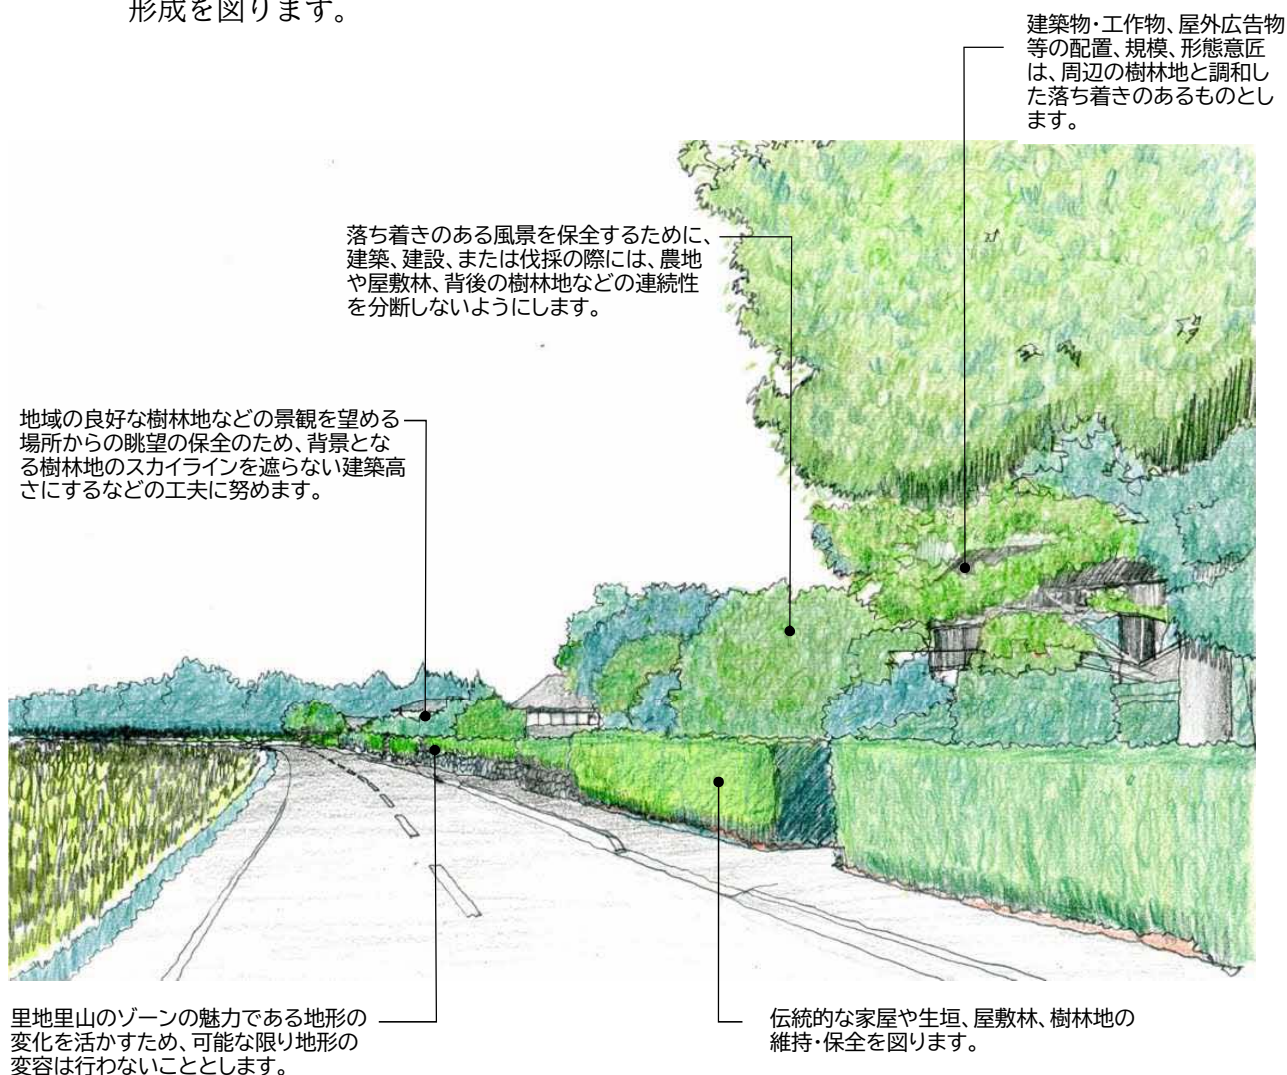 形成を図ります。
建築物・工作物、屋外広告物
等の配置、規模、形態意匠
は、周辺の樹林地と調和し
た落ち着きのあるものとし
ます。
落ち着きのある風景を保全するために、
建築、建設、または伐採の際には、農地
や屋敷林、背後の樹林地などの連続性
を分断しないようにします。
地域の良好な樹林地などの景観を望める
場所からの眺望の保全のため、背景とな
る樹林地のスカイラインを遮らない建築高
さにするなどの工夫に努めます。
里地里山のゾーンの魅力である地形の
変化を活かすため、可能な限り地形の
変容は行わないこととします。
伝統的な家屋や生垣、屋敷林、樹林地の
維持・保全を図ります。